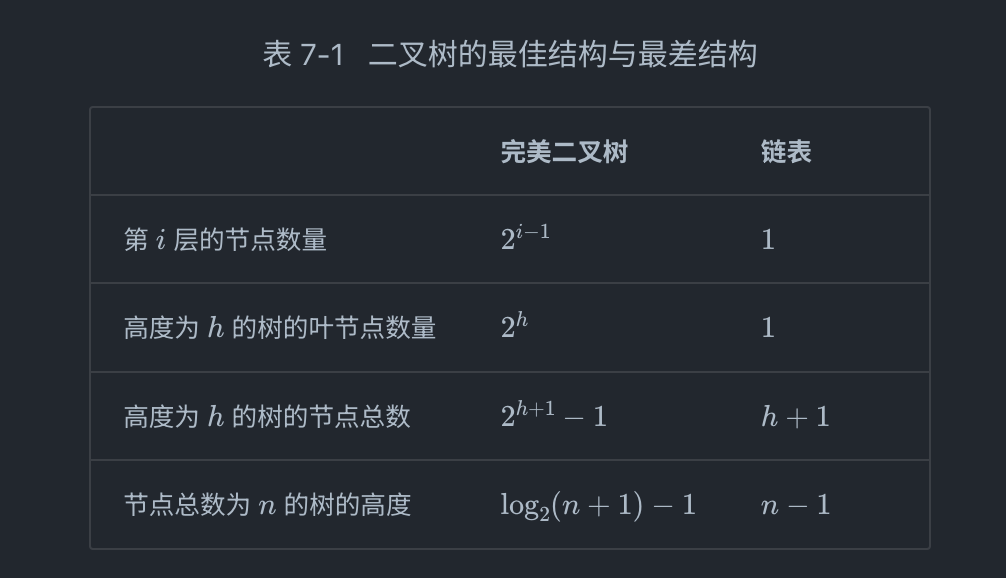 表 7-1 二叉树的最佳结构与最差结构
完美二叉树 链表
第 i 层的节点数量 2^{i−1} 1
高度为 h 的树的叶节点数量 2^h 1
高度为 h 的树的节点总数 2^{h+1} − 1 h + 1
节点总数为 n 的树的高度 log₂(n + 1) − 1 n − 1